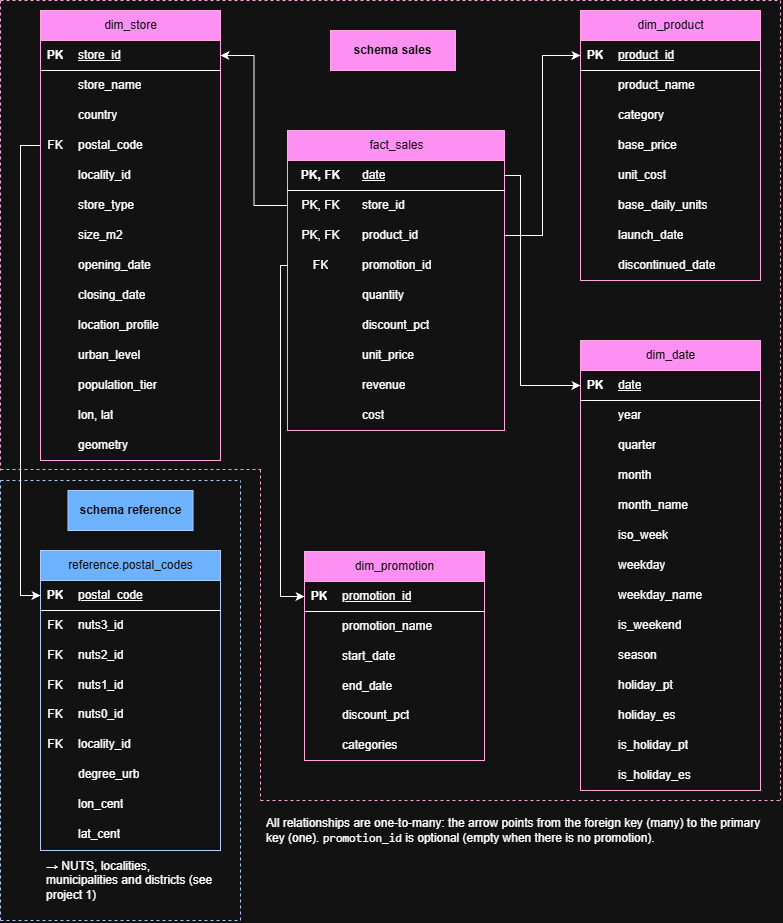 schema sales
dim_store
PK store_id
store_name
country
FK postal_code
locality_id
store_type
size_m2
opening_date
closing_date
location_profile
urban_level
population_tier
lon, lat
geometry
fact_sales
PK, FK date
PK, FK store_id
PK, FK product_id
FK promotion_id
quantity
discount_pct
unit_price
revenue
cost
dim_product
PK product_id
product_name
category
base_price
unit_cost
base_daily_units
launch_date
discontinued_date
dim_date
PK date
year
quarter
month
month_name
iso_week
weekday
weekday_name
is_weekend
season
holiday_pt
holiday_es
is_holiday_pt
is_holiday_es
dim_promotion
PK promotion_id
promotion_name
start_date
end_date
discount_pct
categories
schema reference
reference.postal_codes
PK postal_code
FK nuts3_id
FK nuts2_id
FK nuts1_id
FK nuts0_id
FK locality_id
degree_urb
lon_cent
lat_cent
→ NUTS, localities,
municipalities and districts (see
project 1)
All relationships are one-to-many: the arrow points from the foreign key (many) to the primary
key (one). promotion_id is optional (empty when there is no promotion).